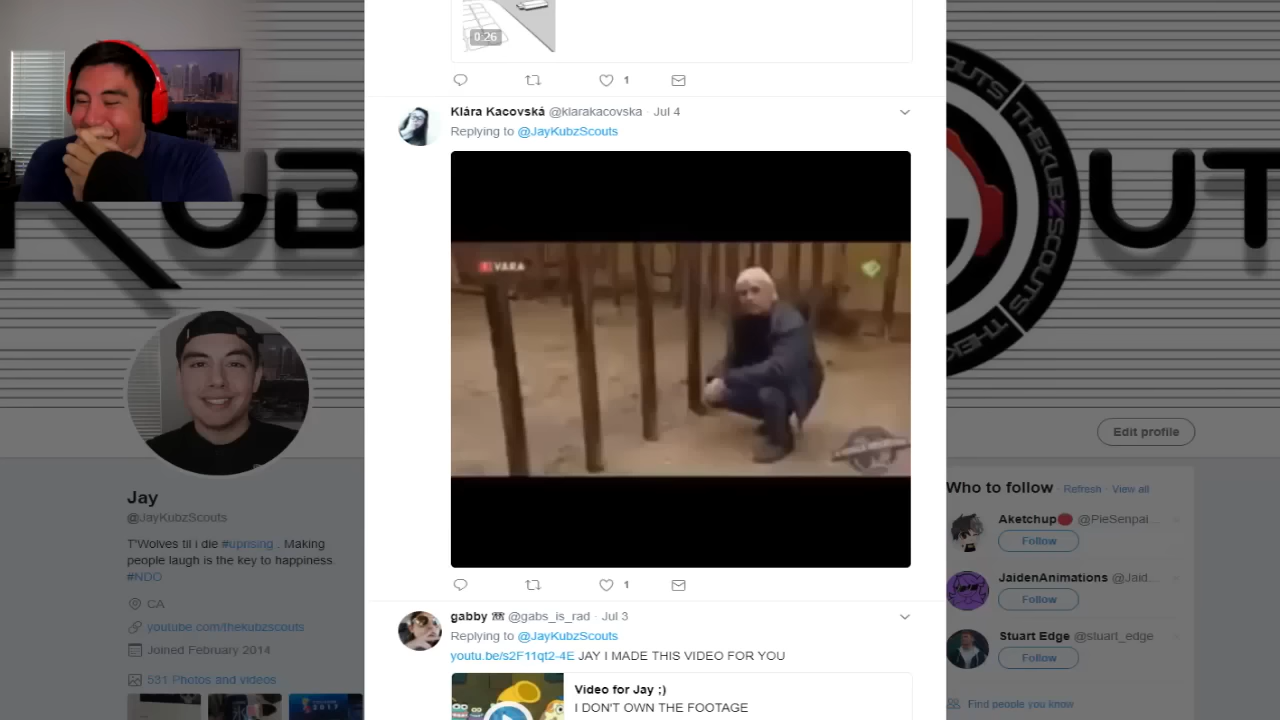 0:26
1
Klára Kacovská @klarakacovska · Jul 4
Replying to @JayKubzScouts
VARA
1
gabby @gabs_is_rad · Jul 3
Replying to @JayKubzScouts
youtu.be/s2F11qt2-4E JAY I MADE THIS VIDEO FOR YOU
Video for Jay ;)
I DON'T OWN THE FOOTAGE
Jay
@JayKubzScouts
T'Wolves til i die #uprising . Making
people laugh is the key to happiness
#NDO
CA
youtube.com/thekubzscouts
Joined February 2014
531 Photos and videos
KUB
OUT
THEKUBZSCOUTS
Edit profile
Who to follow · Refresh · View all
Aketchup @PieSenpai...
Follow
JaidenAnimations @Jaid...
Follow
Stuart Edge @stuart_edge
Follow
Find people you know